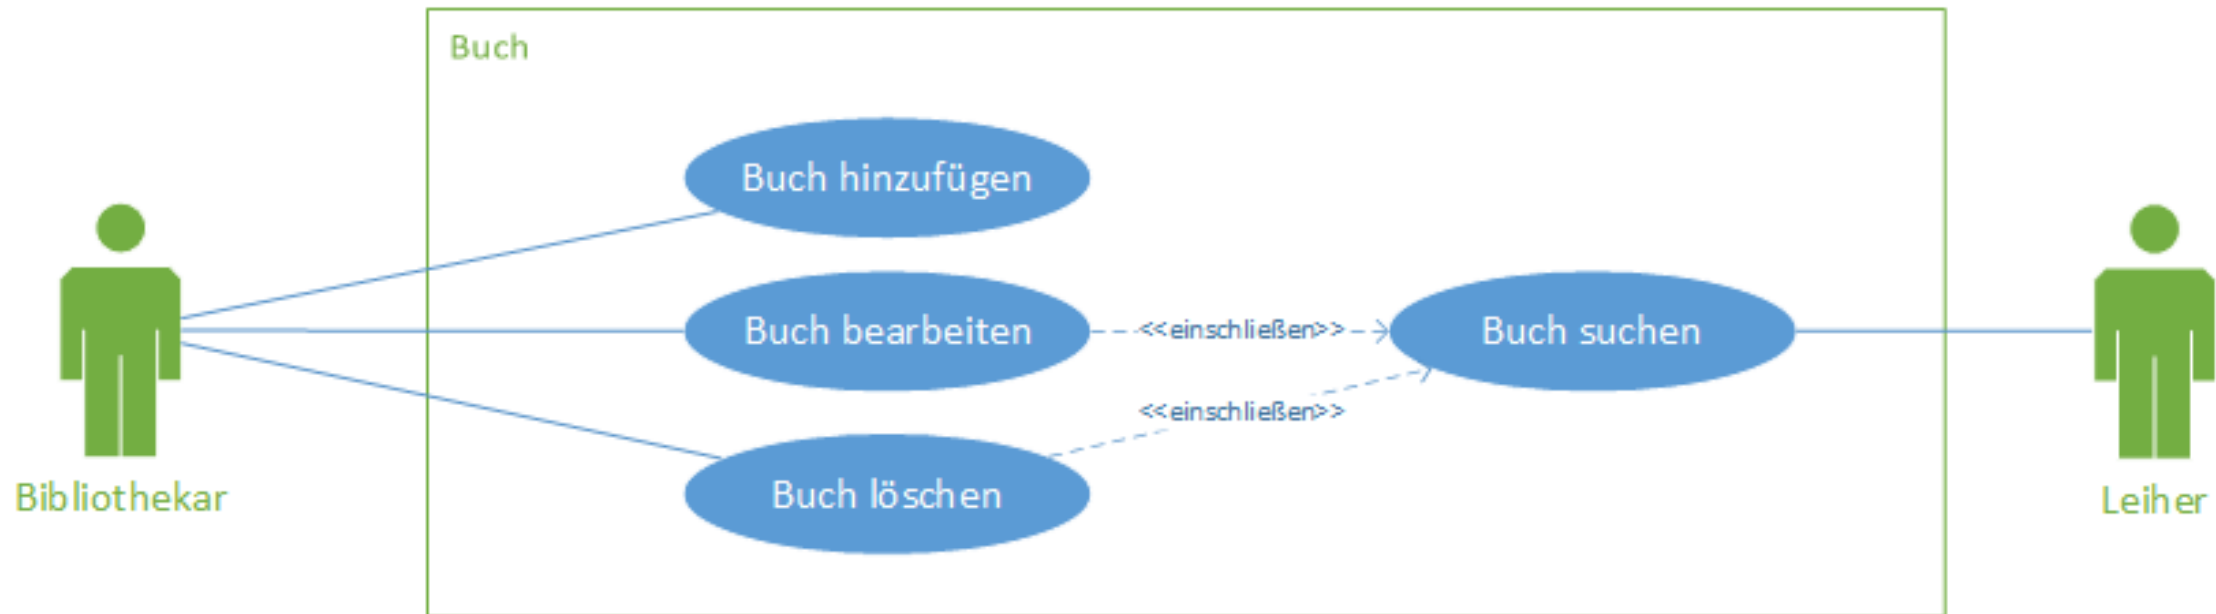 Buch
Buch hinzufügen
Buch bearbeiten
<<einschließen>>
Buch suchen
<<einschließen>>
Buch löschen
Bibliothekar
Leiher